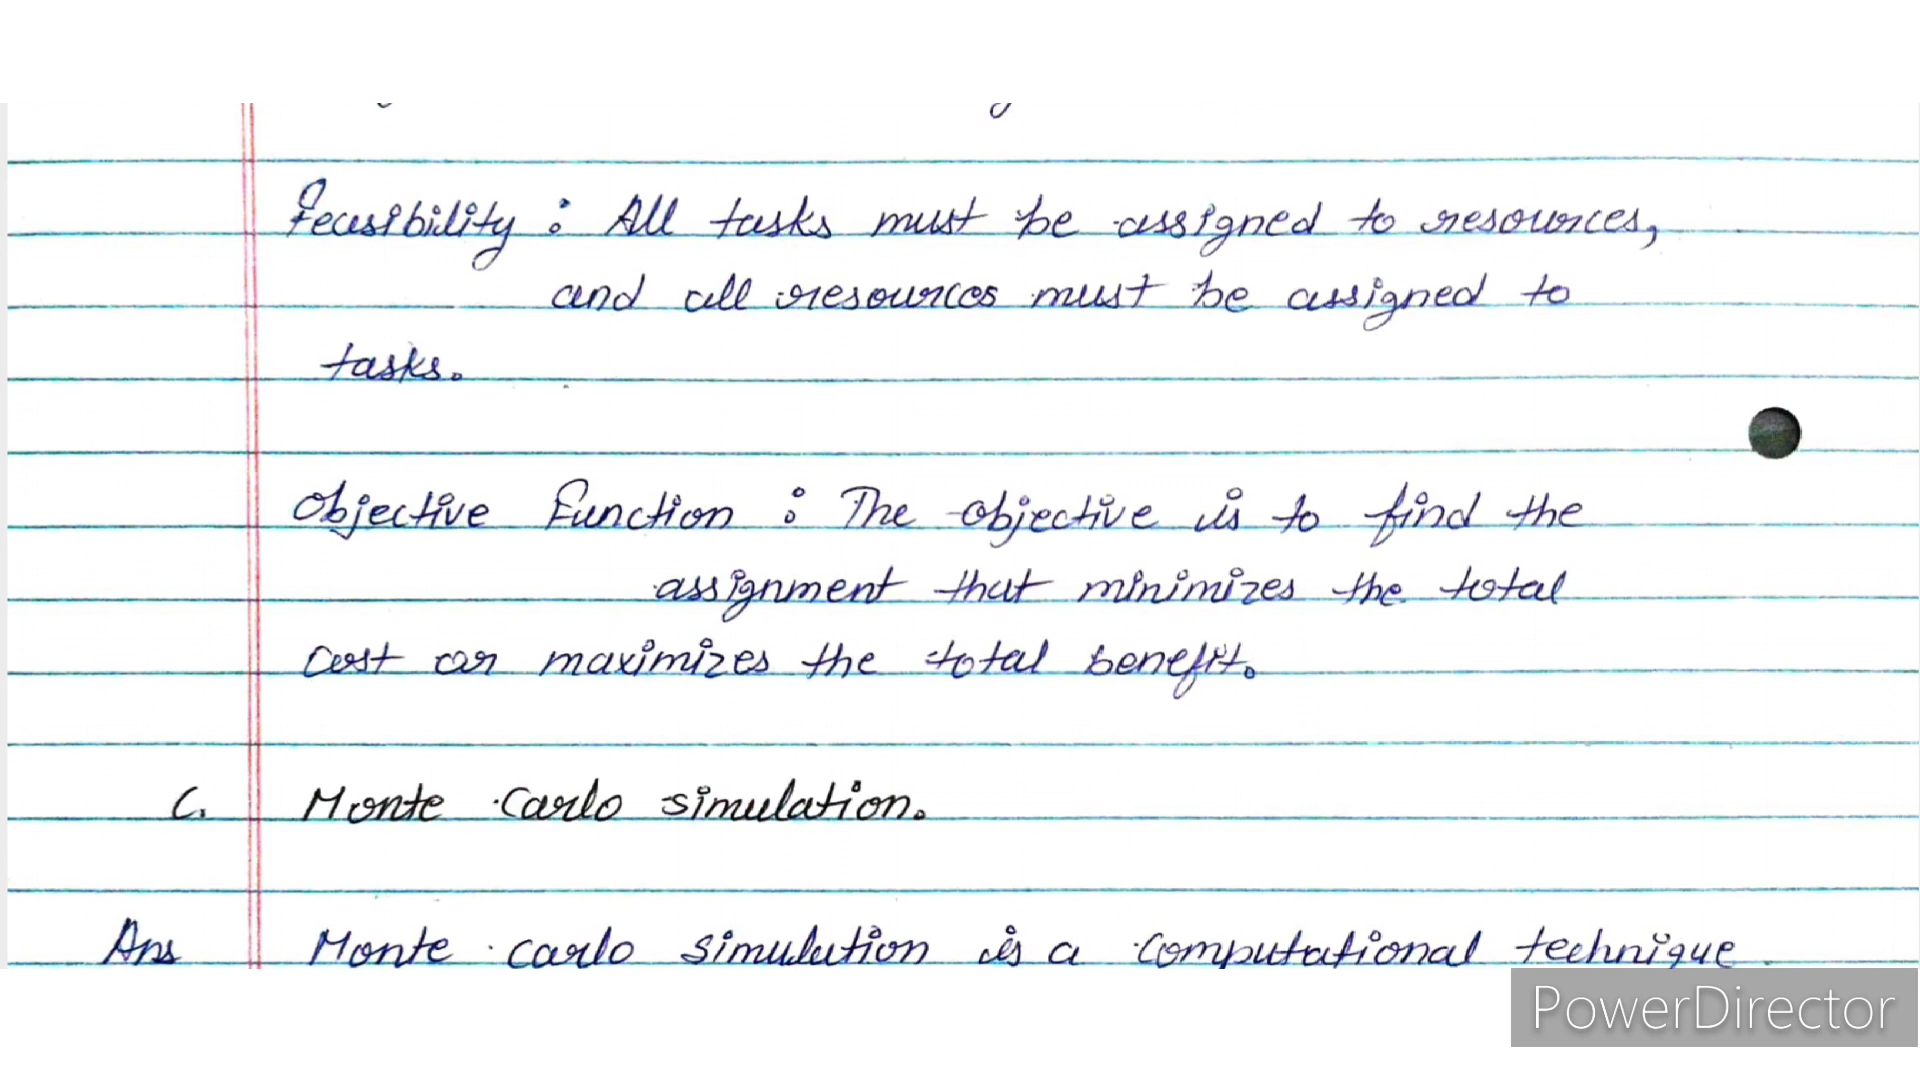 Feasibility : All tasks must be assigned to resources,
and all resources must be assigned to
tasks.
Objective Function : The objective is to find the
assignment that minimizes the total
cost or maximizes the total benefit.
C. Monte Carlo simulation.
Ans Monte carlo simulation is a computational technique
PowerDirector